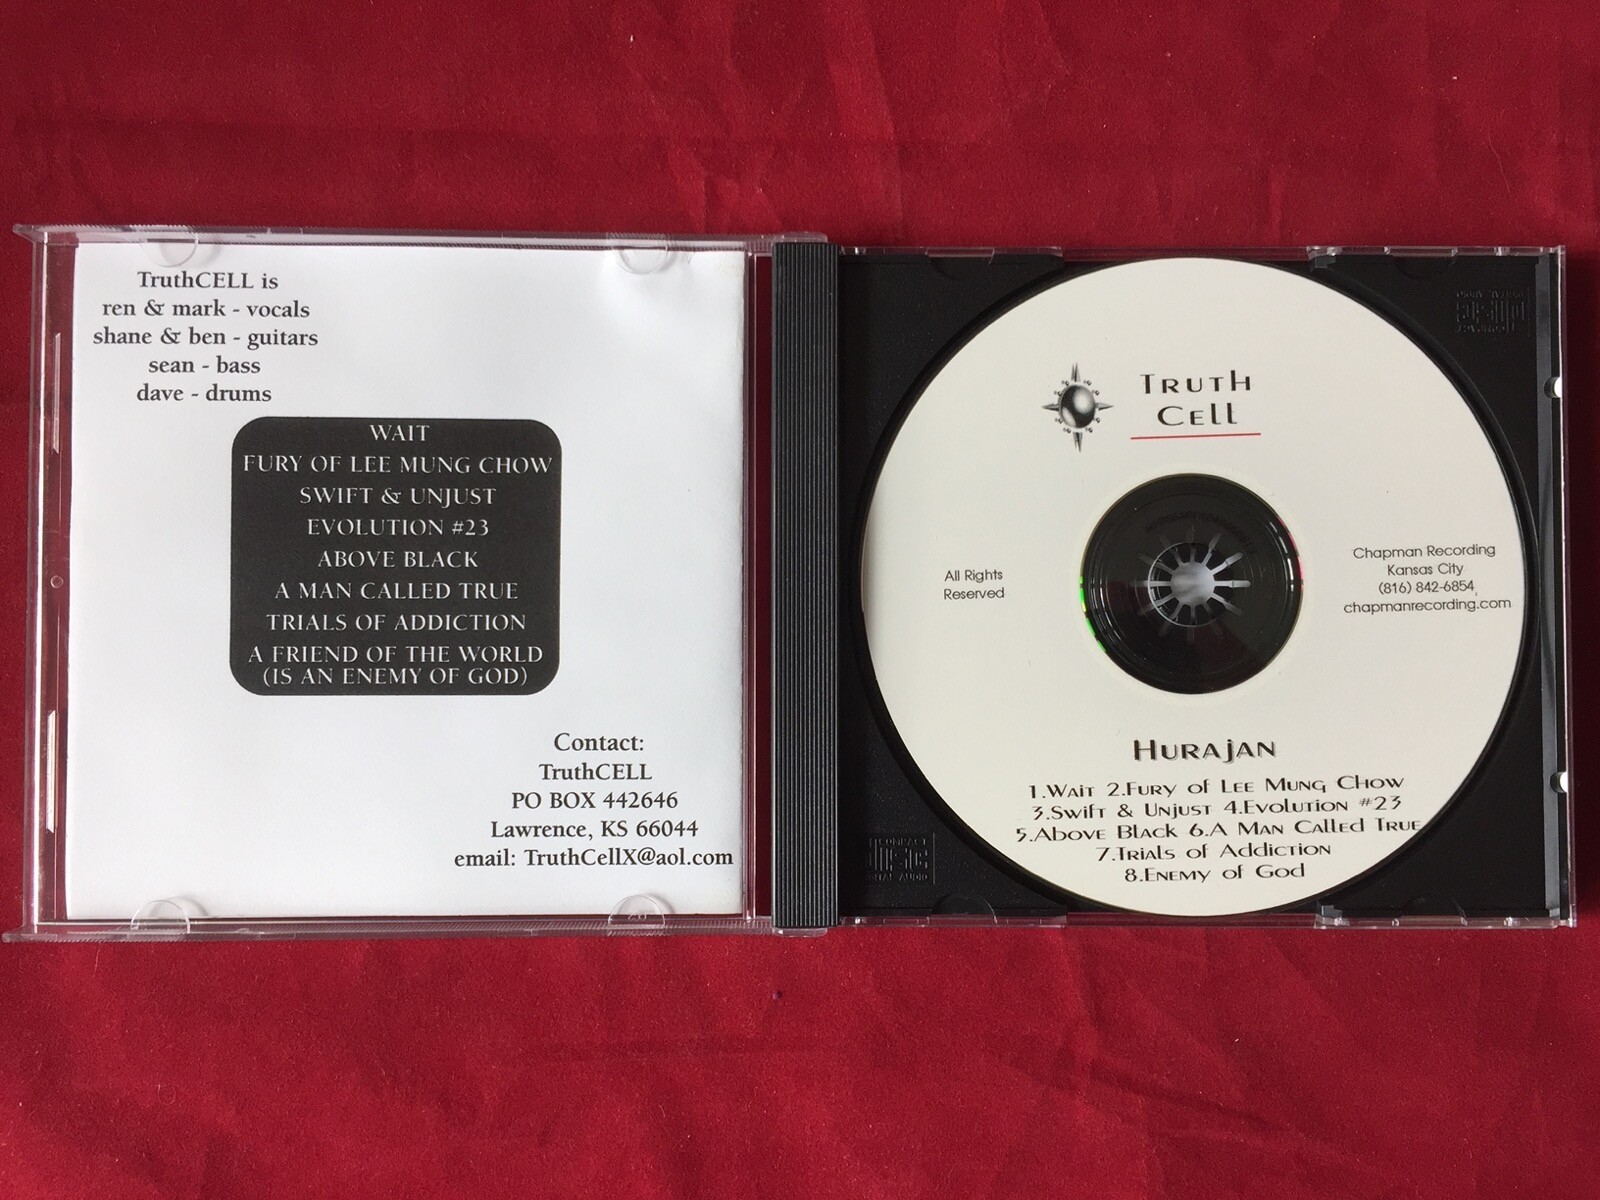 TruthCELL is
ren & mark - vocals
shane & ben - guitars
sean - bass
dave - drums
WAIT
FURY OF LEE MUNG CHOW
SWIFT & UNJUST
EVOLUTION #23
ABOVE BLACK
A MAN CALLED TRUE
TRIALS OF ADDICTION
A FRIEND OF THE WORLD
(IS AN ENEMY OF GOD)
Contact:
TruthCELL
PO BOX 442646
Lawrence, KS 66044
email: TruthCellX@aol.com
Truth
Cell
All Rights
Reserved
Chapman Recording
Kansas City
(816) 842-6854
chapmanrecording.com
Hurajan
1.Wait 2.Fury of Lee Mung Chow
3.Swift & Unjust 4.Evolution #23
5.Above Black 6.A Man Called True
7.Trials of Addiction
8.Enemy of God
COMPACT
disc
DIGITAL AUDIO